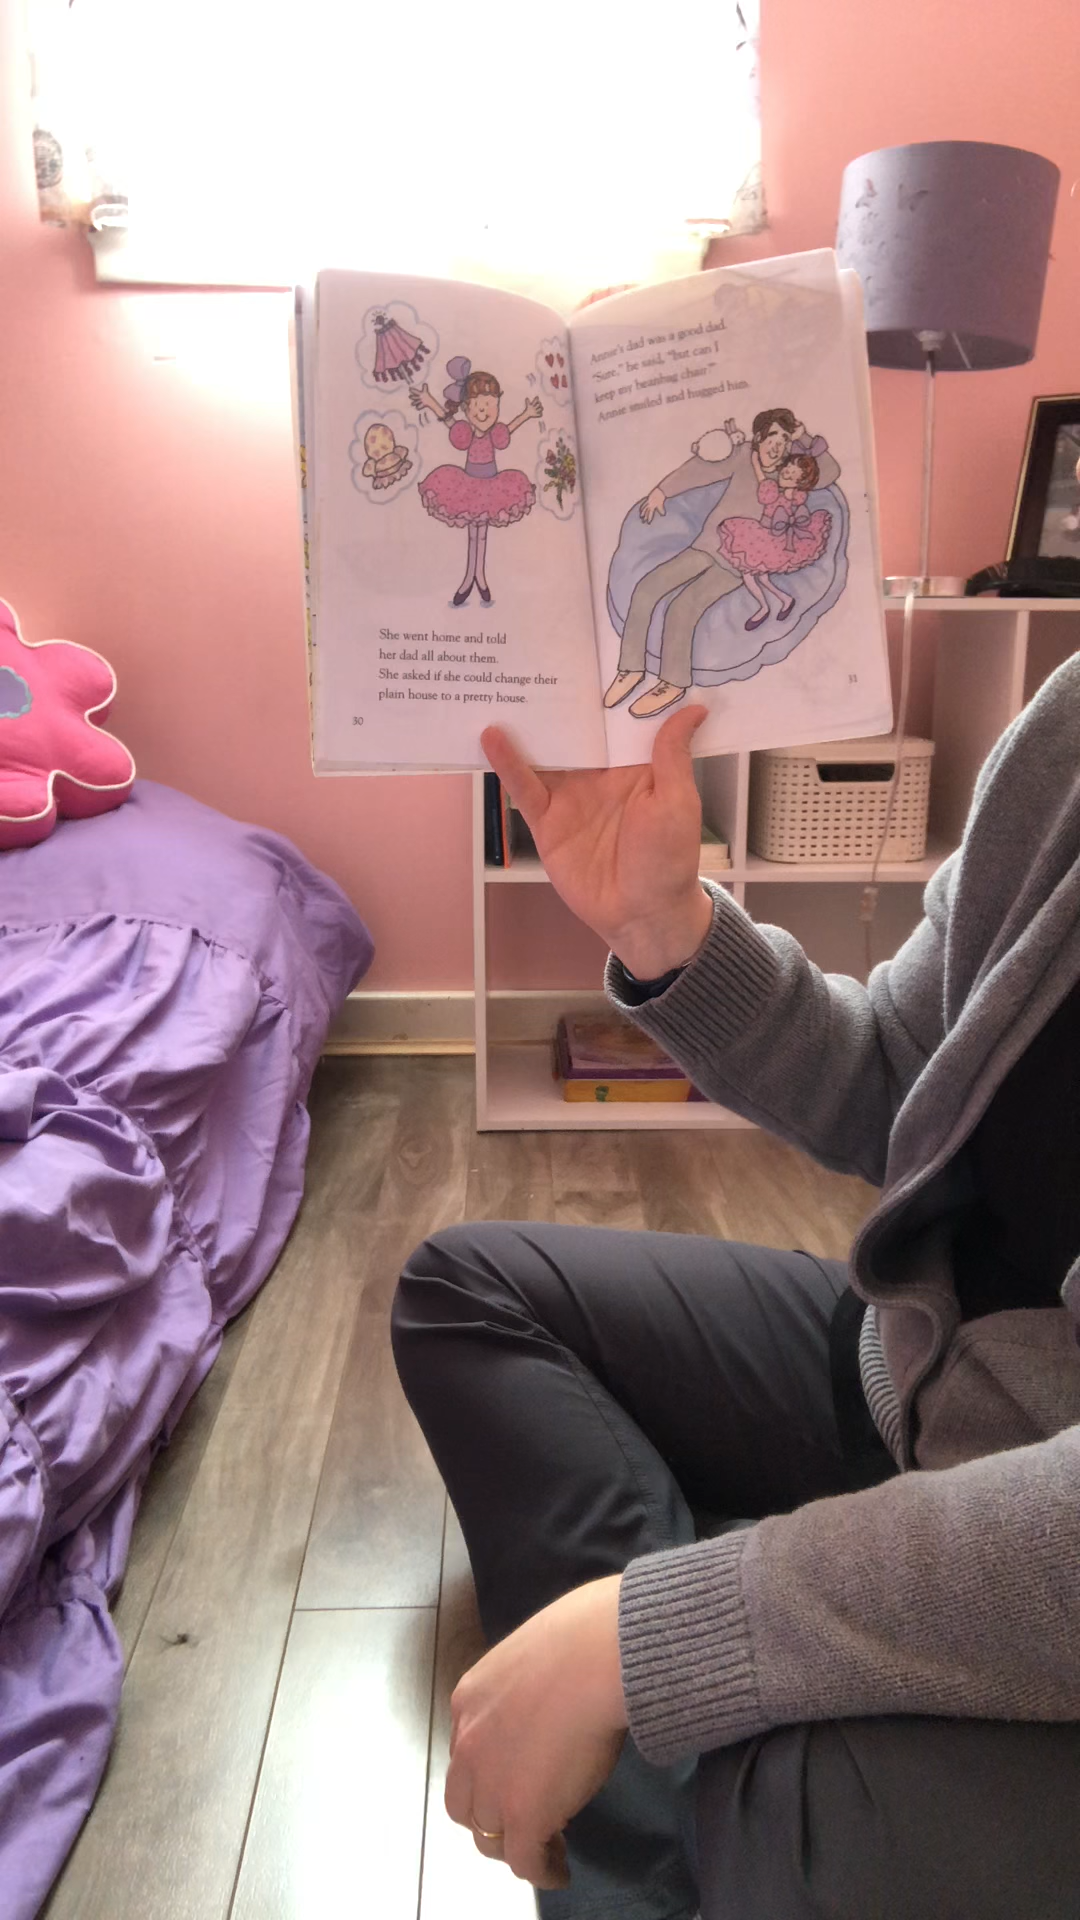 She went home and told
her dad all about them.
She asked if she could change their
plain house to a pretty house.
30
Annie's dad was a good dad.
"Sure," he said, "but can I
keep my beanbag chair?"
Annie smiled and hugged him.
31